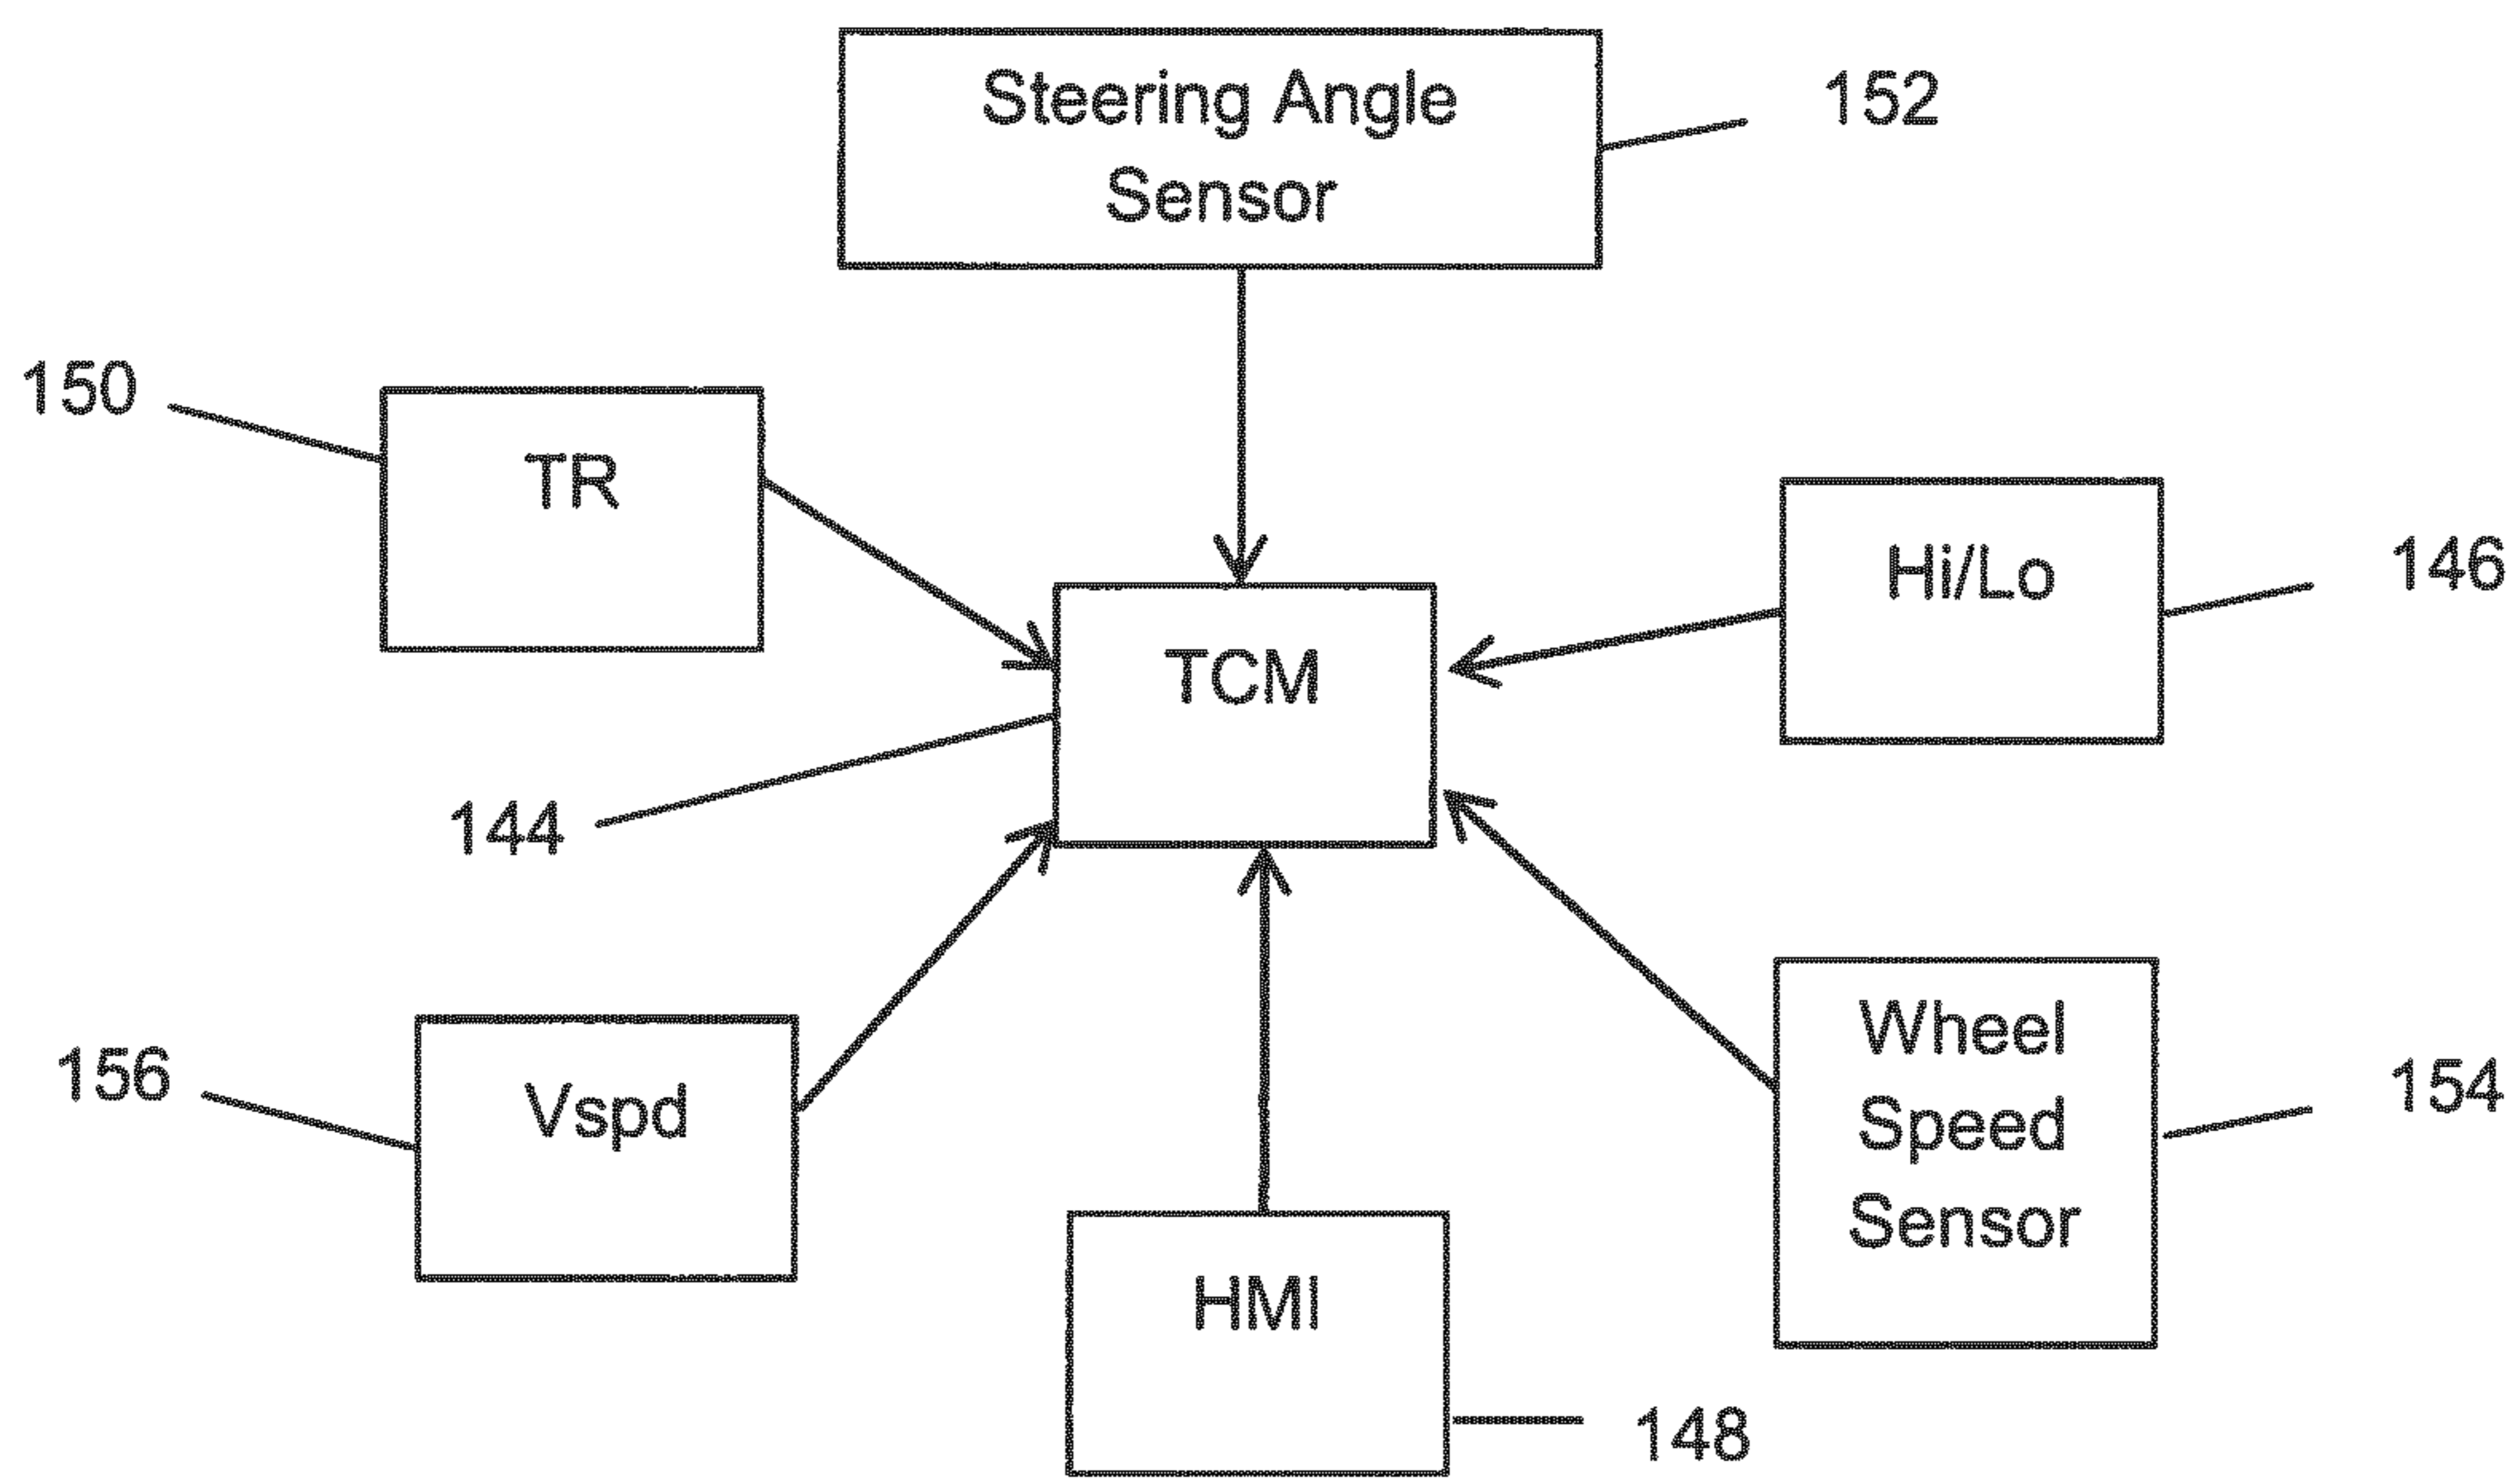 Steering Angle
Sensor
152
150
TR
Hi/Lo
146
TCM
144
156
Vspd
Wheel
Speed
Sensor
154
HMI
148